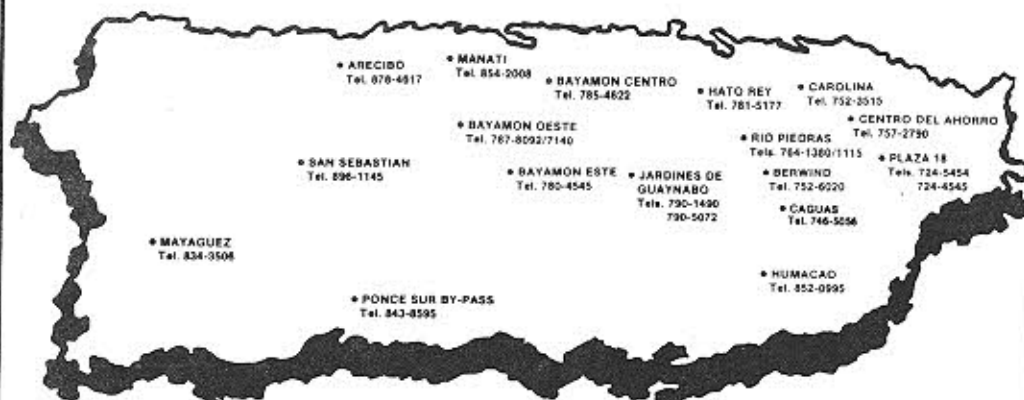 ARECIBO
Tel. 878-4617
MANATI
Tel. 854-2008
BAYAMON CENTRO
Tel. 785-4622
HATO REY
Tel. 781-5177
CAROLINA
Tel. 752-3515
CENTRO DEL AHORRO
Tel. 757-2790
BAYAMON OESTE
Tel. 787-8092/7140
RIO PIEDRAS
Tels. 764-1380/1115
PLAZA 18
Tels. 724-5454
724-4545
SAN SEBASTIAN
Tel. 896-1145
BAYAMON ESTE
Tel. 780-4545
JARDINES DE
GUAYNABO
Tels. 790-1490
790-5072
BERWIND
Tel. 752-6020
CAGUAS
Tel. 746-5056
MAYAGUEZ
Tel. 834-3506
HUMACAO
Tel. 852-0995
PONCE SUR BY-PASS
Tel. 843-8595